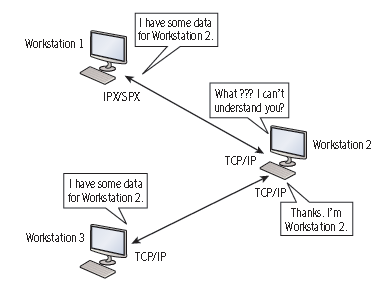 I have some data
for Workstation 2.
Workstation 1
IPX/SPX
What ??? I can't
understand you?
Workstation 2
TCP/IP
TCP/IP
Thanks. I'm
Workstation 2.
I have some data
for Workstation 2.
Workstation 3
TCP/IP